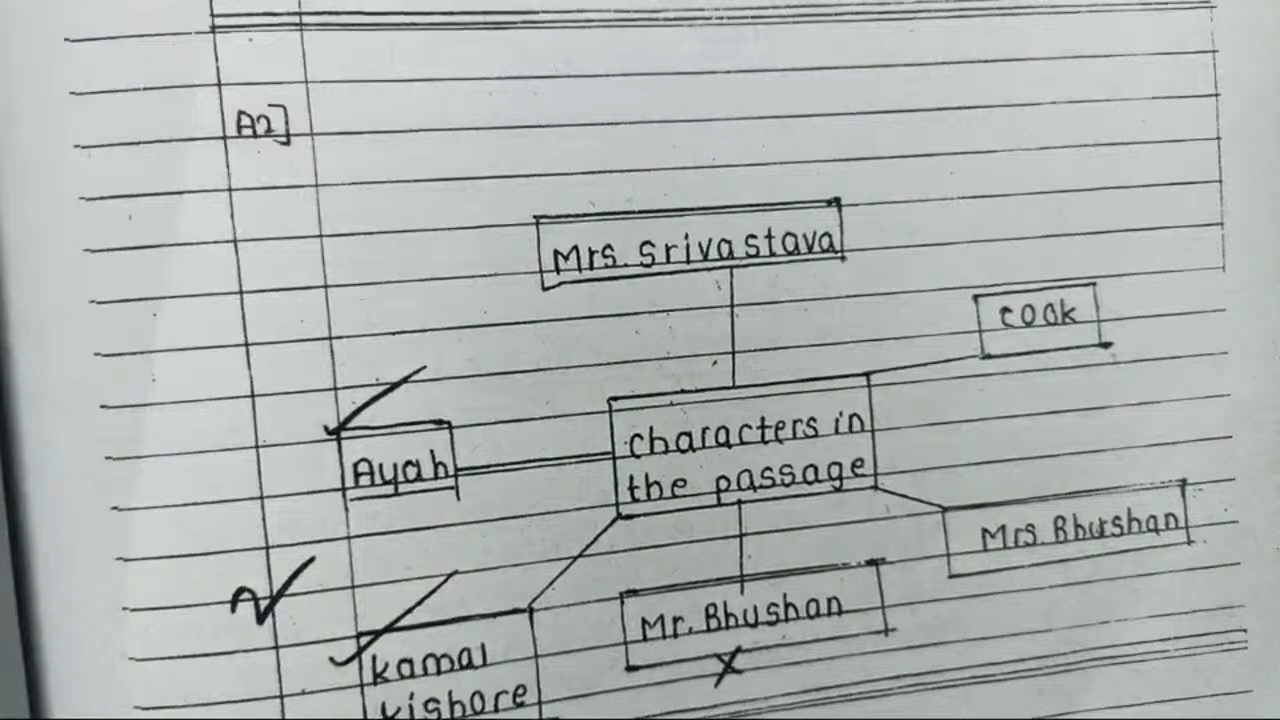 A2]
Mrs. Srivastava
cook
characters in
the passage
Ayah
Mrs. Bhushan
Mr. Bhushan
kamal
kishore